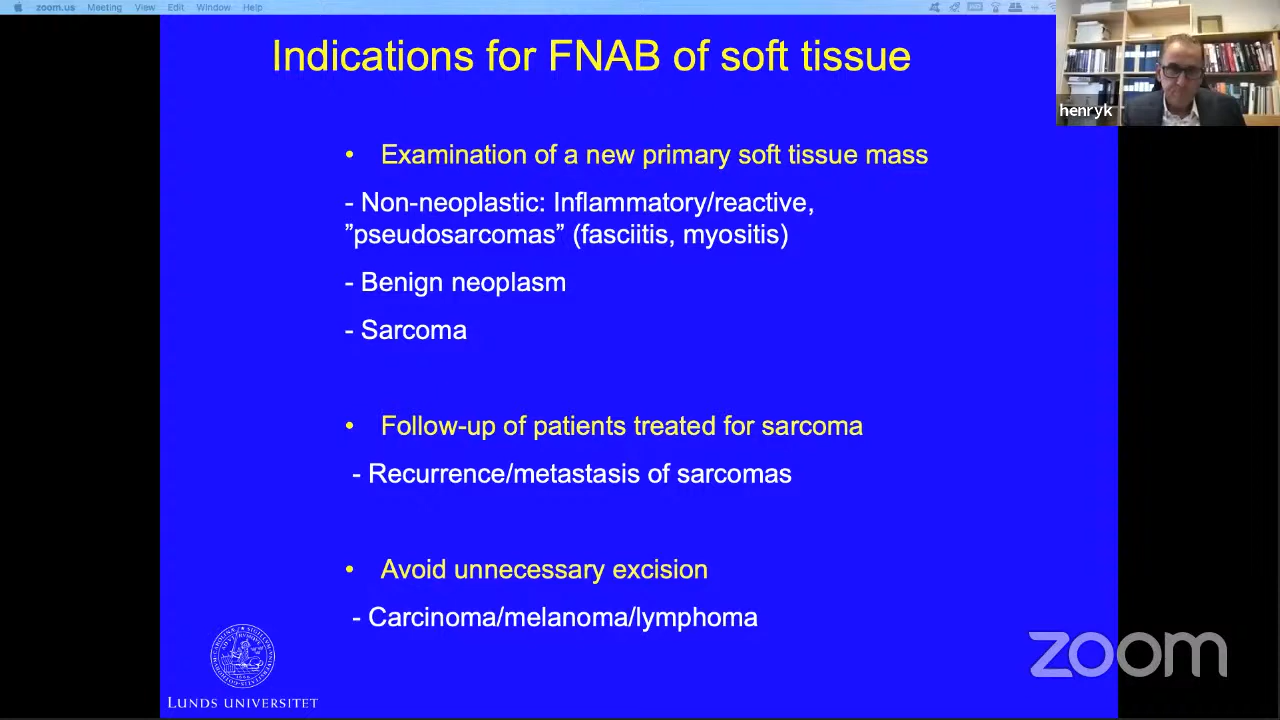 zoom.us Meeting View Edit Window Help
Indications for FNAB of soft tissue
henryk
• Examination of a new primary soft tissue mass
- Non-neoplastic: Inflammatory/reactive,
”pseudosarcomas” (fasciitis, myositis)
- Benign neoplasm
- Sarcoma
• Follow-up of patients treated for sarcoma
- Recurrence/metastasis of sarcomas
• Avoid unnecessary excision
- Carcinoma/melanoma/lymphoma
LUNDS UNIVERSITET
zoom